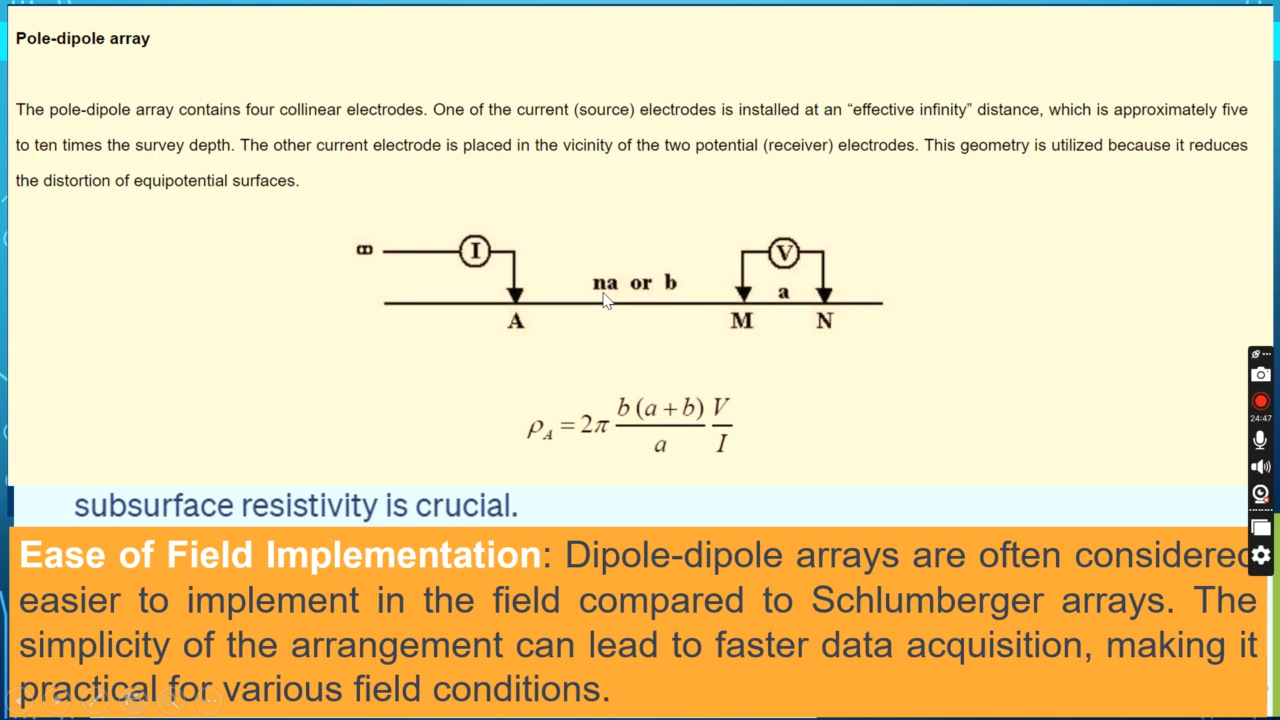 Pole-dipole array
The pole-dipole array contains four collinear electrodes. One of the current (source) electrodes is installed at an “effective infinity” distance, which is approximately five
to ten times the survey depth. The other current electrode is placed in the vicinity of the two potential (receiver) electrodes. This geometry is utilized because it reduces
the distortion of equipotential surfaces.
∞ I V
na or b a
A M N
ρA = 2π b(a+b)/a V/I
24:47
subsurface resistivity is crucial.
Ease of Field Implementation: Dipole-dipole arrays are often considered
easier to implement in the field compared to Schlumberger arrays. The
simplicity of the arrangement can lead to faster data acquisition, making it
practical for various field conditions.